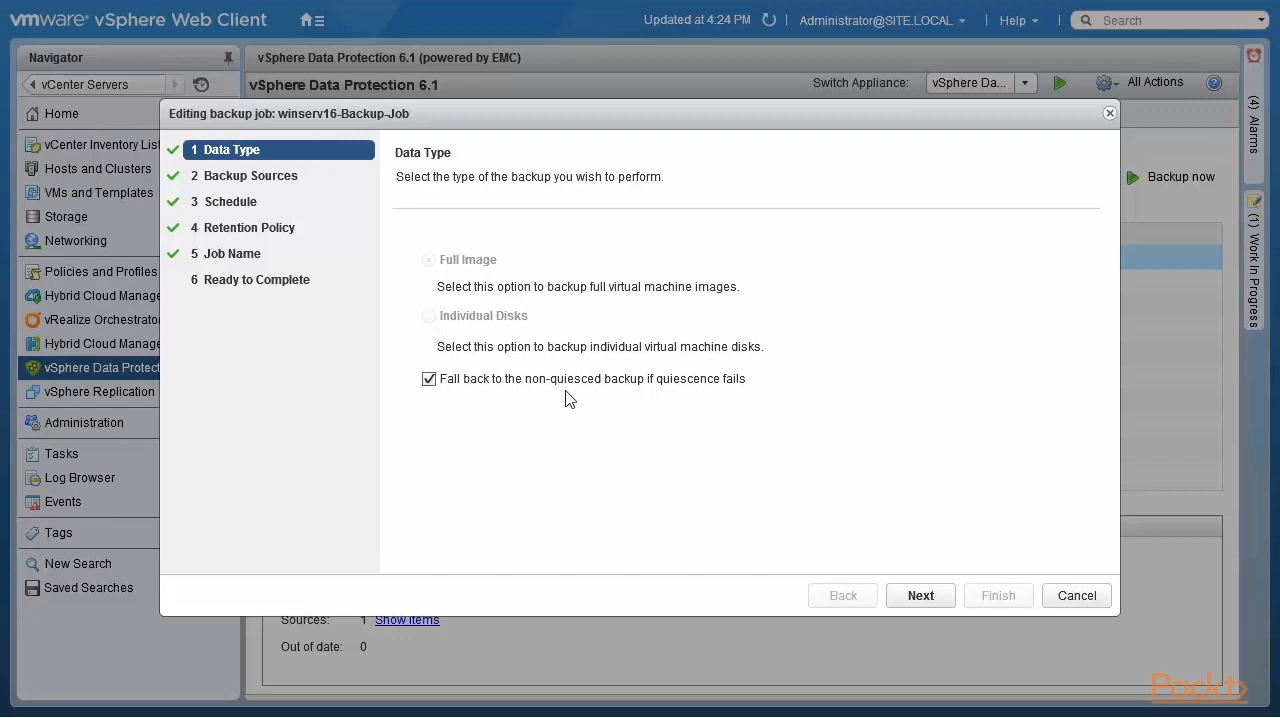 vmware® vSphere Web Client
Updated at 4:24 PM
Administrator@SITE.LOCAL
Help
Search
Navigator
vCenter Servers
Home
vCenter Inventory List
Hosts and Clusters
VMs and Templates
Storage
Networking
Policies and Profiles
Hybrid Cloud Manage
vRealize Orchestrator
Hybrid Cloud Manage
vSphere Data Protect
vSphere Replication
Administration
Tasks
Log Browser
Events
Tags
New Search
Saved Searches
vSphere Data Protection 6.1 (powered by EMC)
vSphere Data Protection 6.1
Switch Appliance:
vSphere Da...
All Actions
Editing backup job: winserv16-Backup-Job
1 Data Type
2 Backup Sources
3 Schedule
4 Retention Policy
5 Job Name
6 Ready to Complete
Data Type
Select the type of the backup you wish to perform.
Full Image
Select this option to backup full virtual machine images.
Individual Disks
Select this option to backup individual virtual machine disks.
Fall back to the non-quiesced backup if quiescence fails
Back
Next
Finish
Cancel
Backup now
Sources: 1 Show items
Out of date: 0
(4) Alarms
(1) Work In Progress
Packt